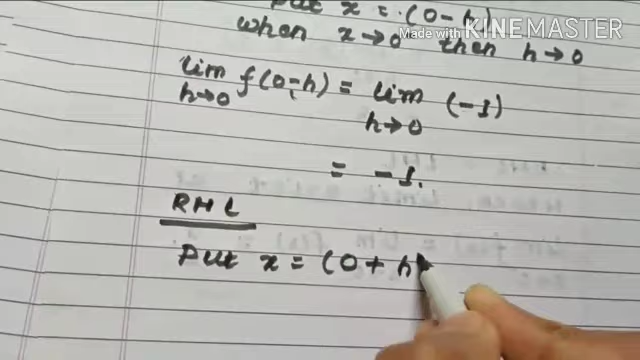 Put x = (0 - h)
Made with KINEMASTER
when x→0 then h→0
lim f(0-h) = lim (-1)
h→0 h→0
= -1.
RHL
Put x = (0 + h